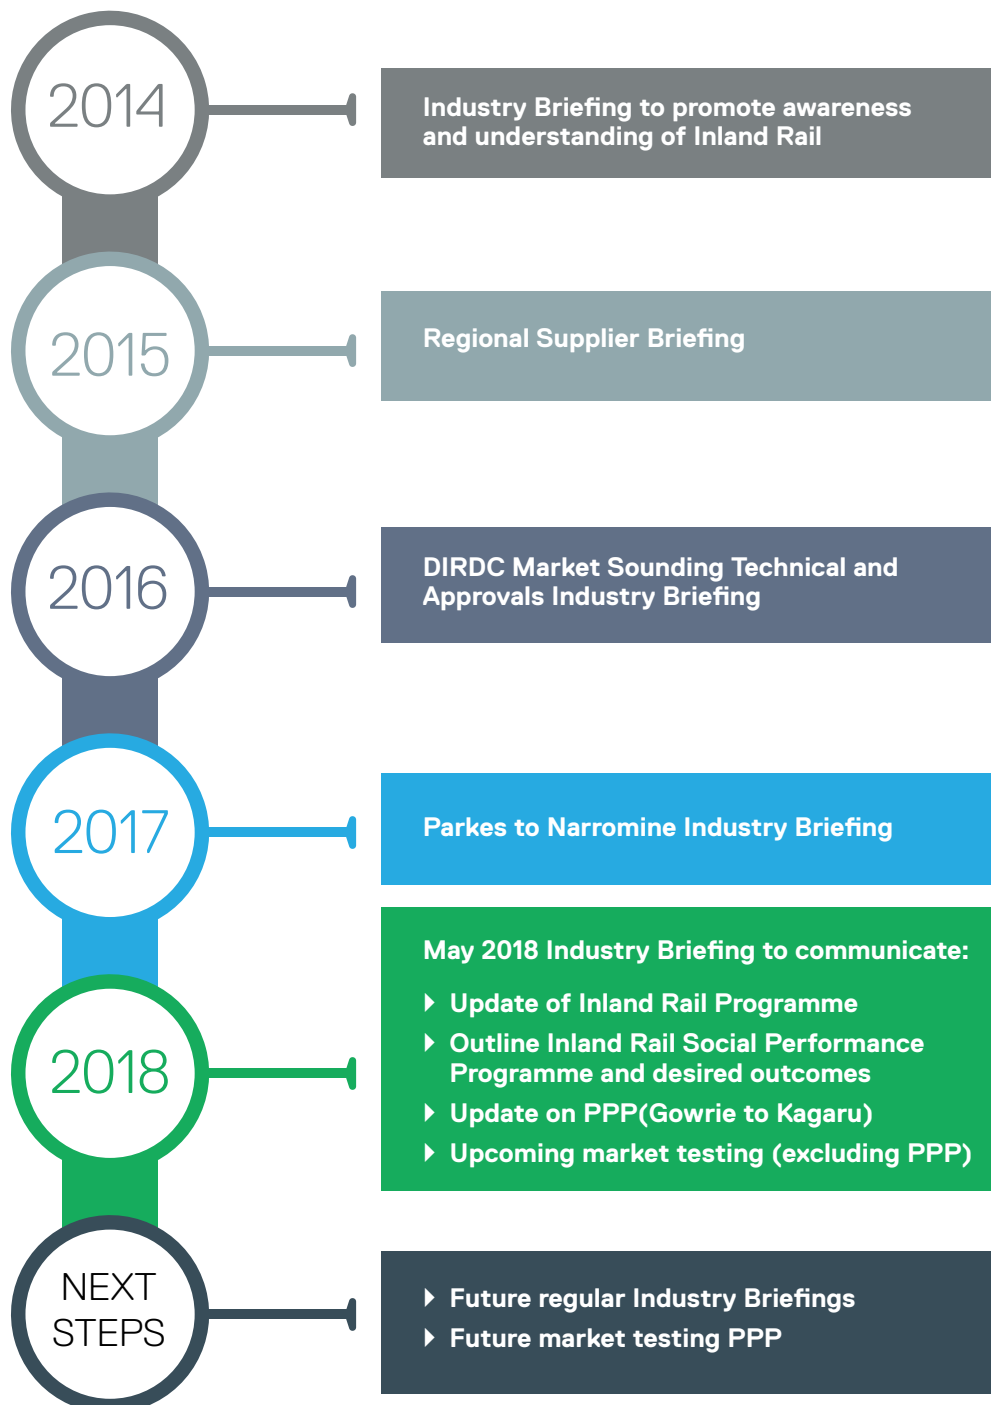 2014
Industry Briefing to promote awareness
and understanding of Inland Rail
2015
Regional Supplier Briefing
2016
DIRDC Market Sounding Technical and
Approvals Industry Briefing
2017
Parkes to Narromine Industry Briefing
2018
May 2018 Industry Briefing to communicate:
Update of Inland Rail Programme
Outline Inland Rail Social Performance
Programme and desired outcomes
Update on PPP(Gowrie to Kagaru)
Upcoming market testing (excluding PPP)
NEXT
STEPS
Future regular Industry Briefings
Future market testing PPP